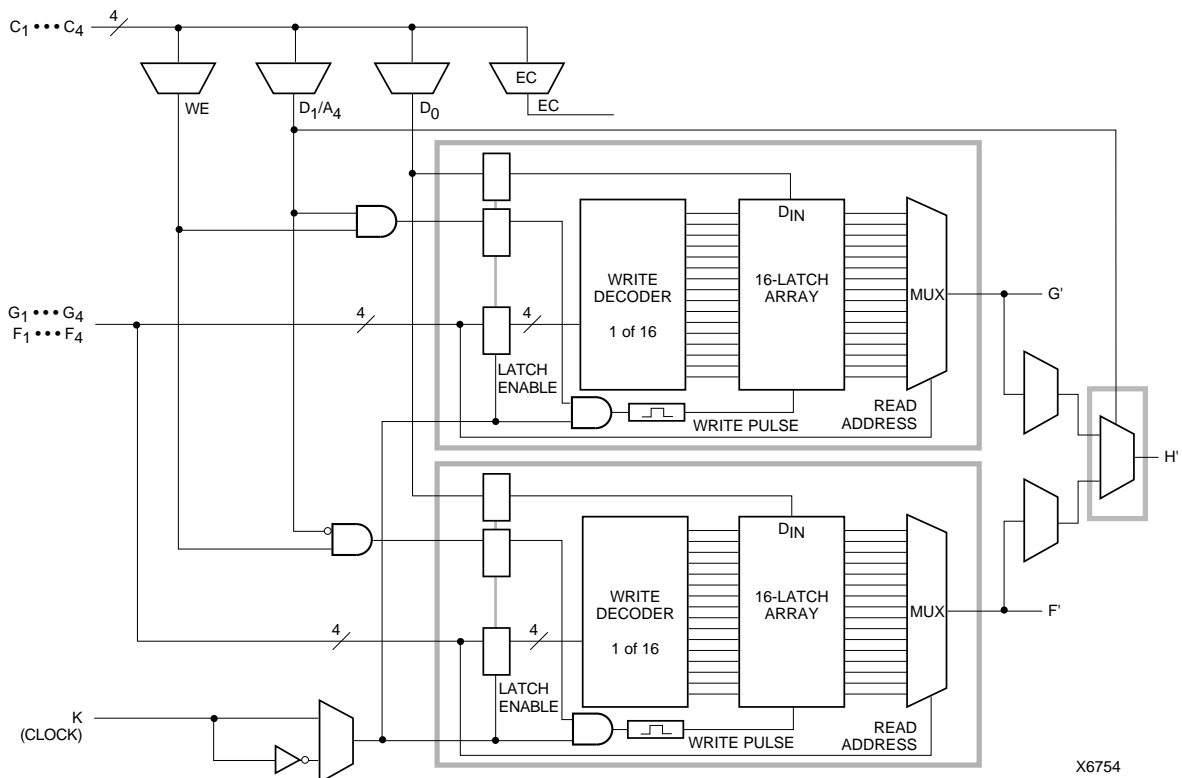 C1 ••• C4
4
EC
WE
D1/A4
D0
EC
DIN
WRITE
DECODER
1 of 16
16-LATCH
ARRAY
MUX
G'
G1 ••• G4
F1 ••• F4
4
4
LATCH
ENABLE
WRITE PULSE
READ
ADDRESS
H'
DIN
WRITE
DECODER
1 of 16
16-LATCH
ARRAY
MUX
F'
4
4
LATCH
ENABLE
WRITE PULSE
READ
ADDRESS
K
(CLOCK)
X6754